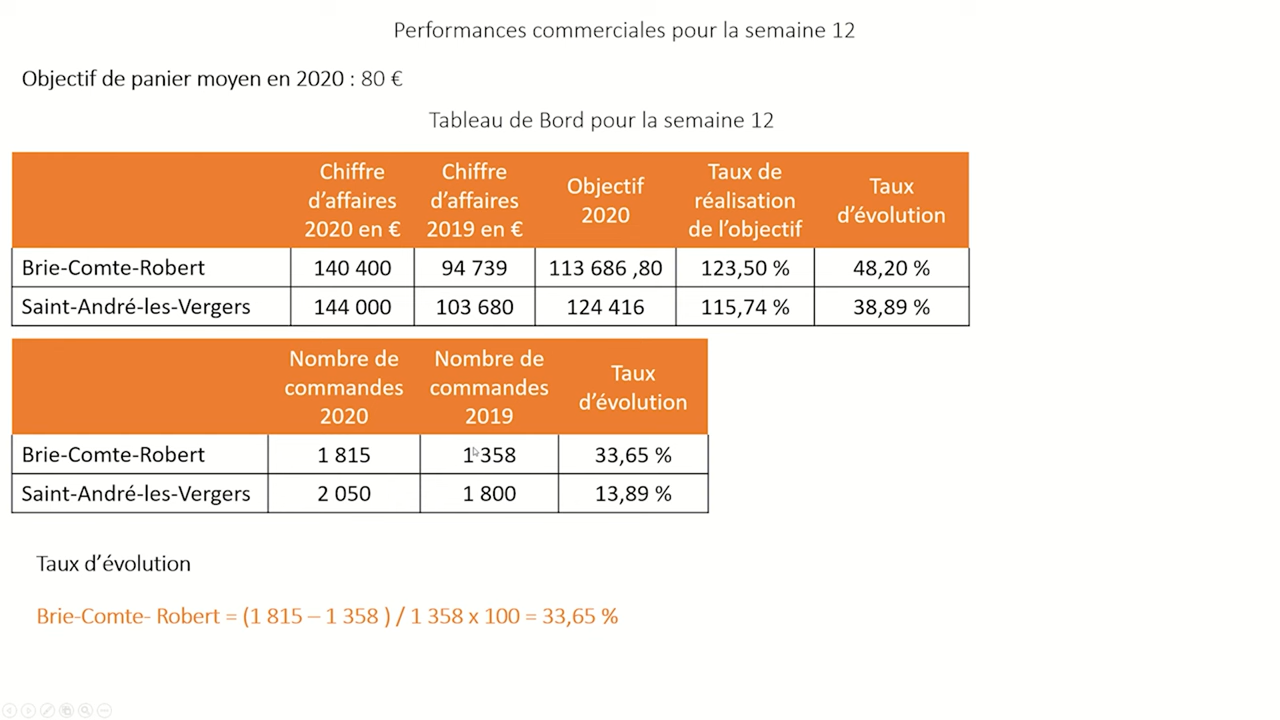 Performances commerciales pour la semaine 12
Objectif de panier moyen en 2020 : 80 €
Tableau de Bord pour la semaine 12
Chiffre d’affaires 2020 en € Chiffre d’affaires 2019 en € Objectif 2020 Taux de réalisation de l’objectif Taux d’évolution
Brie-Comte-Robert 140 400 94 739 113 686 ,80 123,50 % 48,20 %
Saint-André-les-Vergers 144 000 103 680 124 416 115,74 % 38,89 %
Nombre de commandes 2020 Nombre de commandes 2019 Taux d’évolution
Brie-Comte-Robert 1 815 1 358 33,65 %
Saint-André-les-Vergers 2 050 1 800 13,89 %
Taux d’évolution
Brie-Comte- Robert = (1 815 – 1 358 ) / 1 358 x 100 = 33,65 %